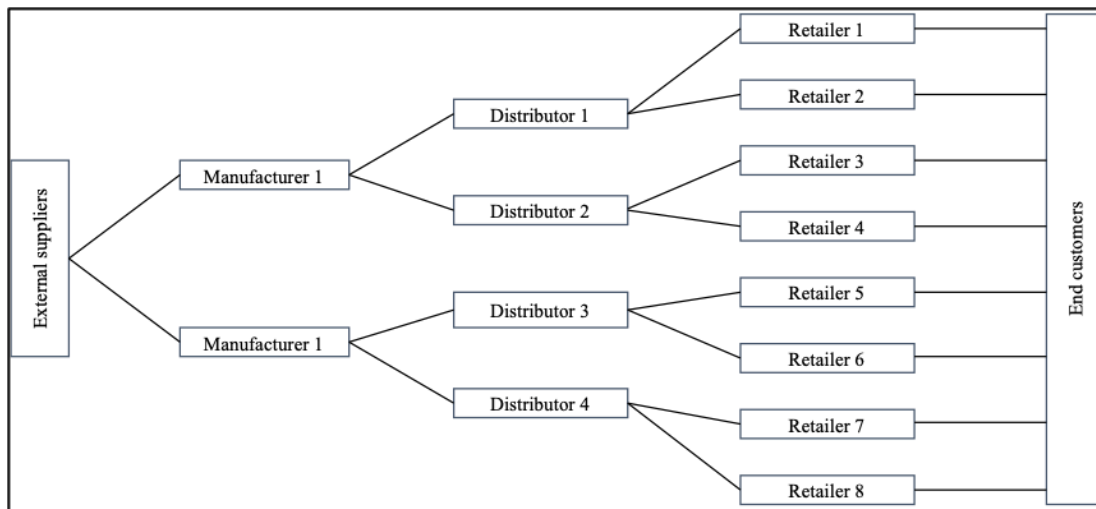 External suppliers
Manufacturer 1
Manufacturer 1
Distributor 1
Distributor 2
Distributor 3
Distributor 4
Retailer 1
Retailer 2
Retailer 3
Retailer 4
Retailer 5
Retailer 6
Retailer 7
Retailer 8
End customers